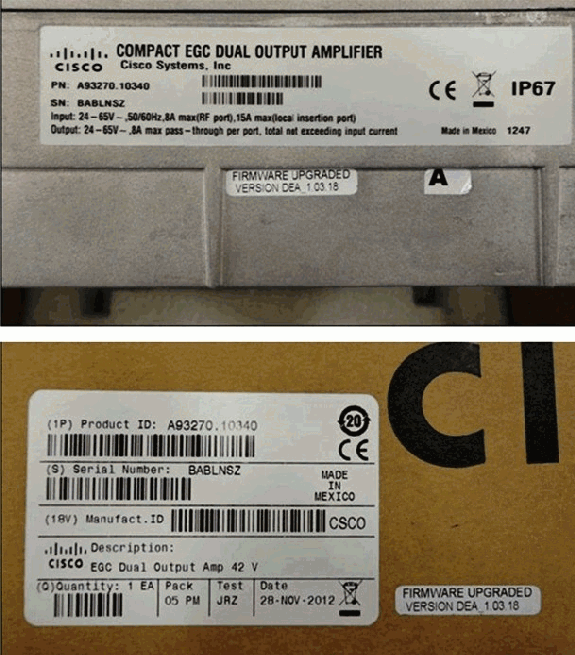 CISCO
COMPACT EGC DUAL OUTPUT AMPLIFIER
Cisco Systems, Inc
PN: A93270.10340
SN: BABLNSZ
CE IP67
Input: 24-65V~,50/60Hz,8A max(RF port),15A max(local insertion port)
Output: 24-65V~,8A max pass-through per port, total not exceeding input current
Made in Mexico 1247
FIRMWARE UPGRADED
VERSION DEA_1.03.18
A
CI
(1P) Product ID: A93270.10340
20
CE
(S) Serial Number: BABLNSZ
MADE
IN
MEXICO
(18V) Manufact.ID CSCO
CISCO
Description:
EGC Dual Output Amp 42 V
(Q)Quantity: 1 EA Pack Test Date
05 PM JRZ 28-NOV-2012
FIRMWARE UPGRADED
VERSION DEA_1.03.18